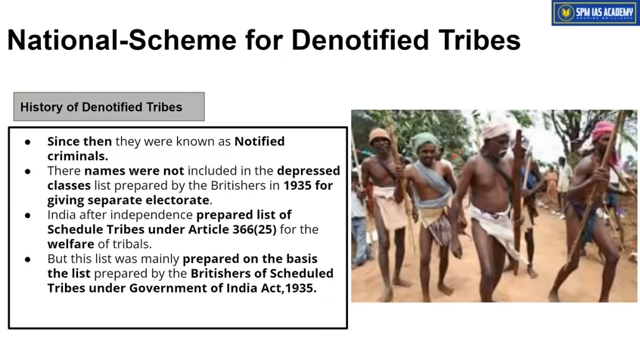 SPM IAS ACADEMY
National-Scheme for Denotified Tribes
History of Denotified Tribes
● Since then they were known as Notified
criminals.
● There names were not included in the depressed
classes list prepared by the Britishers in 1935 for
giving separate electorate.
● India after independence prepared list of
Schedule Tribes under Article 366(25) for the
welfare of tribals.
● But this list was mainly prepared on the basis
the list prepared by the Britishers of Scheduled
Tribes under Government of India Act,1935.